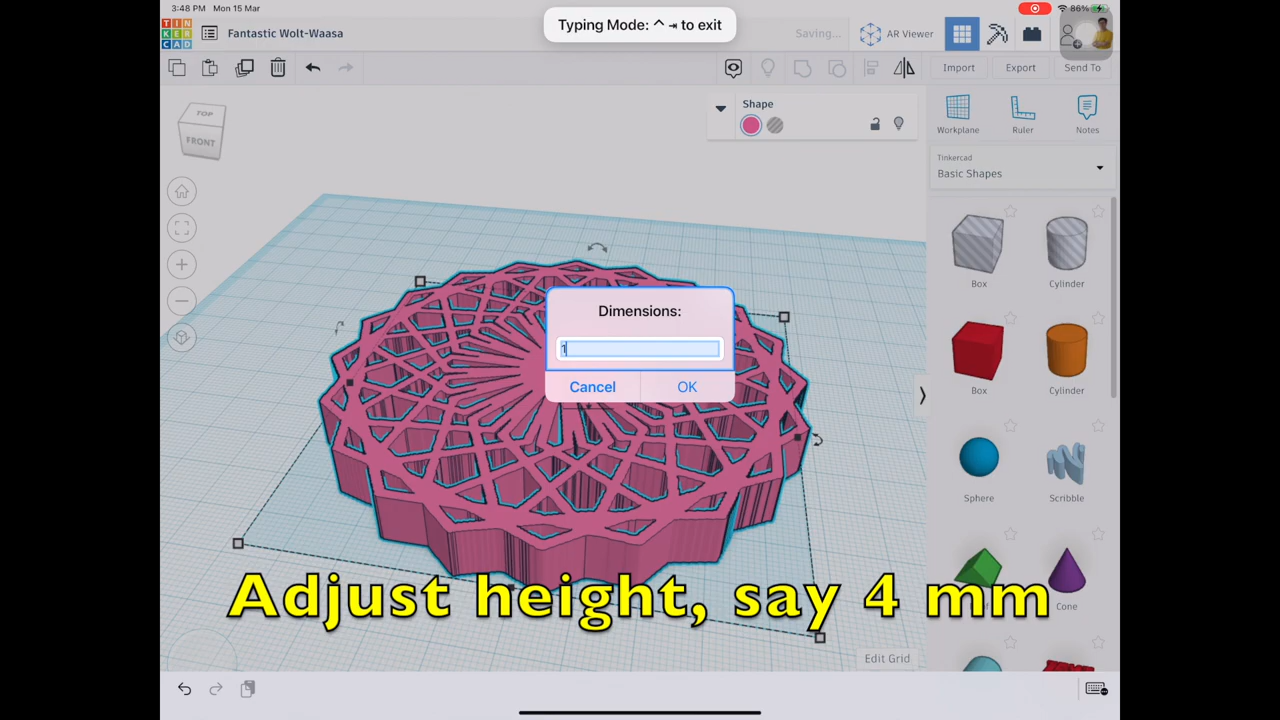 3:48 PM Mon 15 Mar
86%
Typing Mode: ^ ⇥ to exit
TIN
KER
CAD
Fantastic Wolt-Waasa
Saving...
AR Viewer
Import
Export
Send To
TOP
FRONT
Shape
Workplane
Ruler
Notes
Tinkercad
Basic Shapes
Dimensions:
1
Cancel
OK
Box
Cylinder
Box
Cylinder
Sphere
Scribble
Cone
Adjust height, say 4 mm
Edit Grid